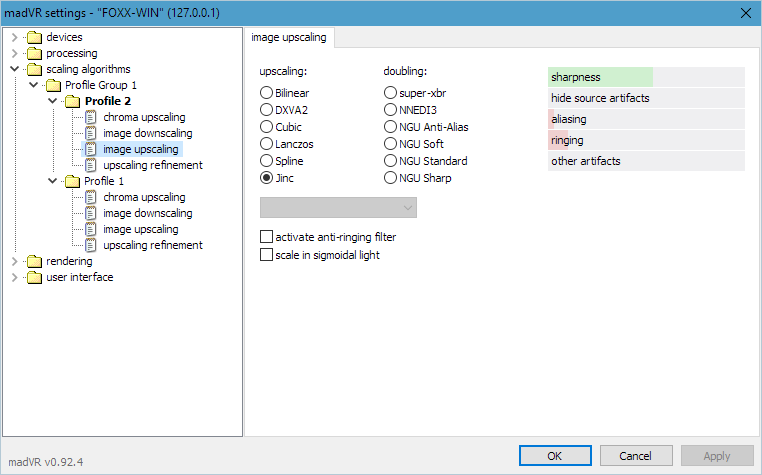 madVR settings - "FOXX-WIN" (127.0.0.1)
devices
processing
scaling algorithms
Profile Group 1
Profile 2
chroma upscaling
image downscaling
image upscaling
upscaling refinement
Profile 1
chroma upscaling
image downscaling
image upscaling
upscaling refinement
rendering
user interface
image upscaling
upscaling:
Bilinear
DXVA2
Cubic
Lanczos
Spline
Jinc
doubling:
super-xbr
NNEDI3
NGU Anti-Alias
NGU Soft
NGU Standard
NGU Sharp
activate anti-ringing filter
scale in sigmoidal light
sharpness
hide source artifacts
aliasing
ringing
other artifacts
madVR v0.92.4
OK
Cancel
Apply